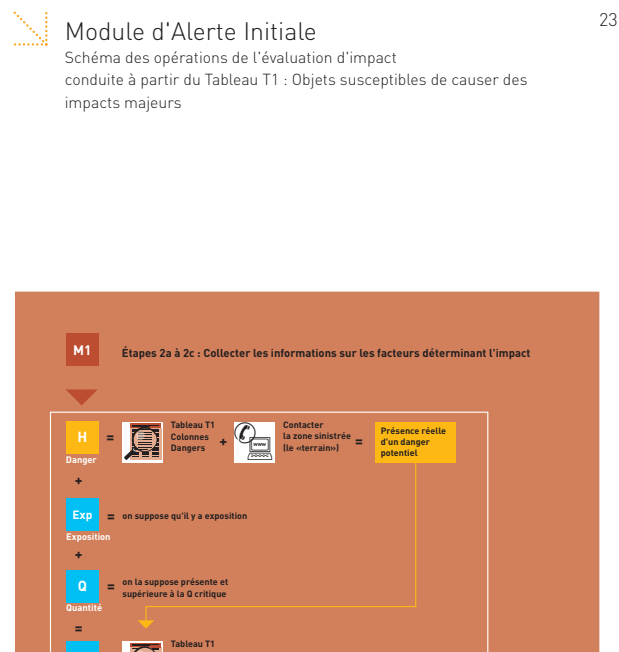 23
Module d'Alerte Initiale
Schéma des opérations de l'évaluation d'impact
conduite à partir du Tableau T1 : Objets susceptibles de causer des
impacts majeurs
M1
Étapes 2a à 2c : Collecter les informations sur les facteurs déterminant l'impact
H
=
Tableau T1
Colonnes
Dangers
+
www
Contacter
la zone sinistrée
(le «terrain»)
=
Présence réelle
d'un danger
potentiel
Danger
+
Exp
=
on suppose qu'il y a exposition
Exposition
+
Q
=
on la suppose présente et
supérieure à la Q critique
Quantité
=
Tableau T1